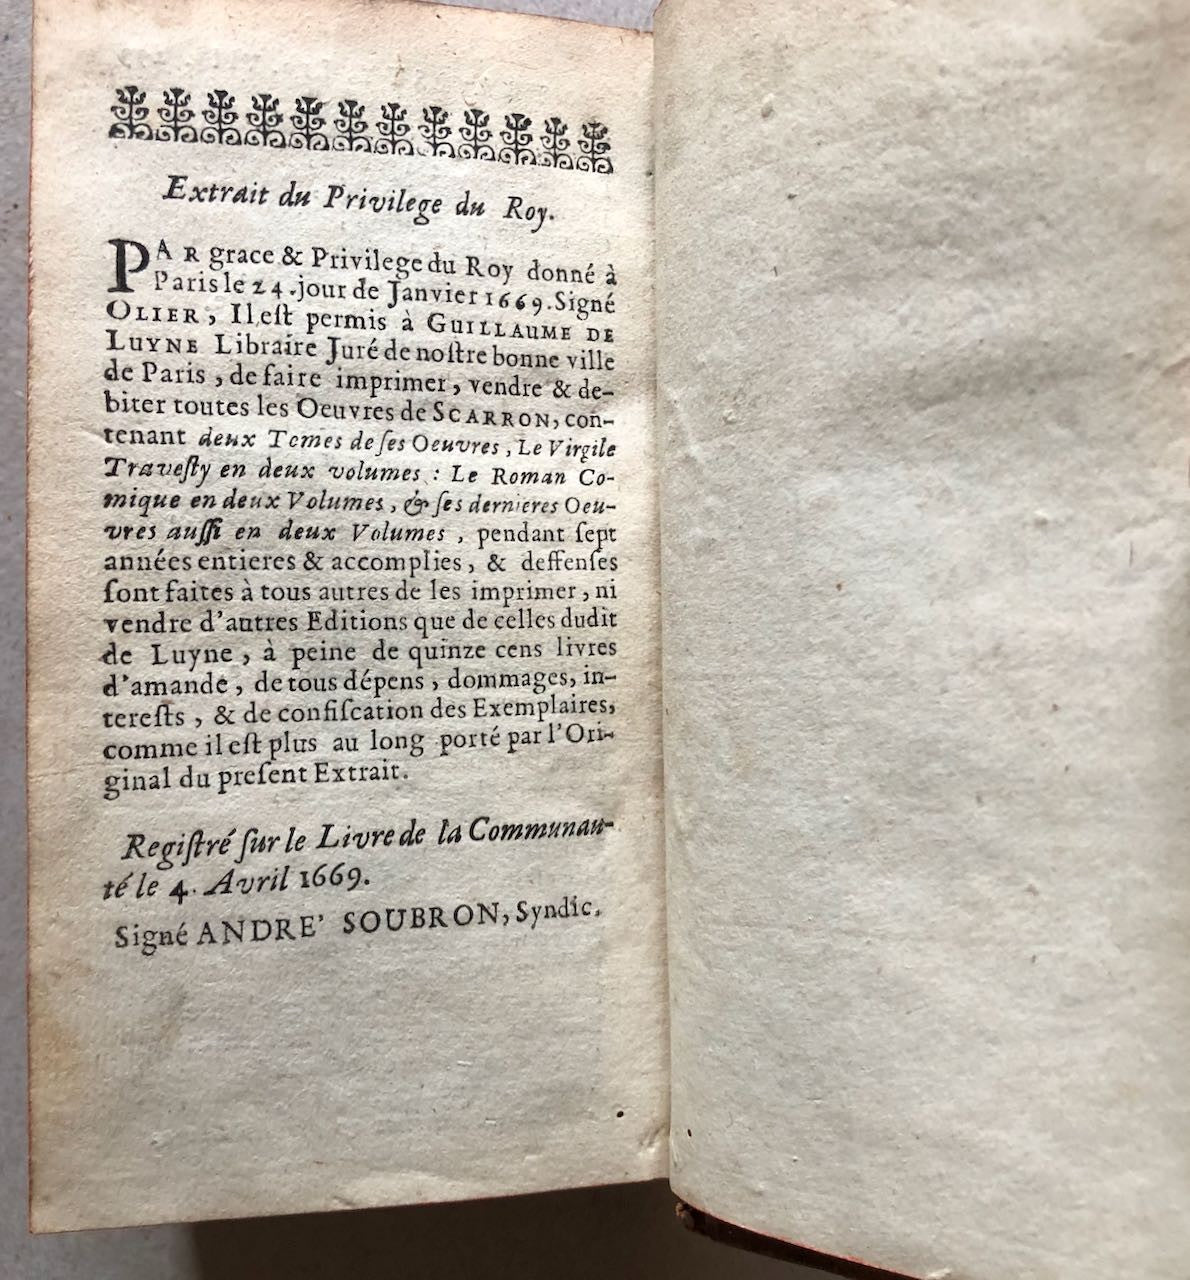 Extrait du Privilege du Roy.
PAR grace & Privilege du Roy donné à
Paris le 24. jour de Janvier 1669. Signé
OLIER, Il eſt permis à GUILLAUME DE
LUYNE Libraire Juré de noſtre bonne ville
de Paris, de faire imprimer, vendre & de-
biter toutes les Oeuvres de SCARRON, con-
tenant deux Tomes de ſes Oeuvres, Le Virgile
Traveſty en deux volumes : Le Roman Co-
mique en deux Volumes, & ſes dernieres Oeu-
vres auſſi en deux Volumes, pendant ſept
années entieres & accomplies, & deffenſes
ſont faites à tous autres de les imprimer, ni
vendre d'autres Editions que de celles dudit
de Luyne, à peine de quinze cens livres
d'amande, de tous dépens, dommages, in-
tereſts, & de confiſcation des Exemplaires,
comme il eſt plus au long porté par l'Ori-
ginal du preſent Extrait.
Regiſtré ſur le Livre de la Communau-
té le 4. Avril 1669.
Signé ANDRE' SOUBRON, Syndic.